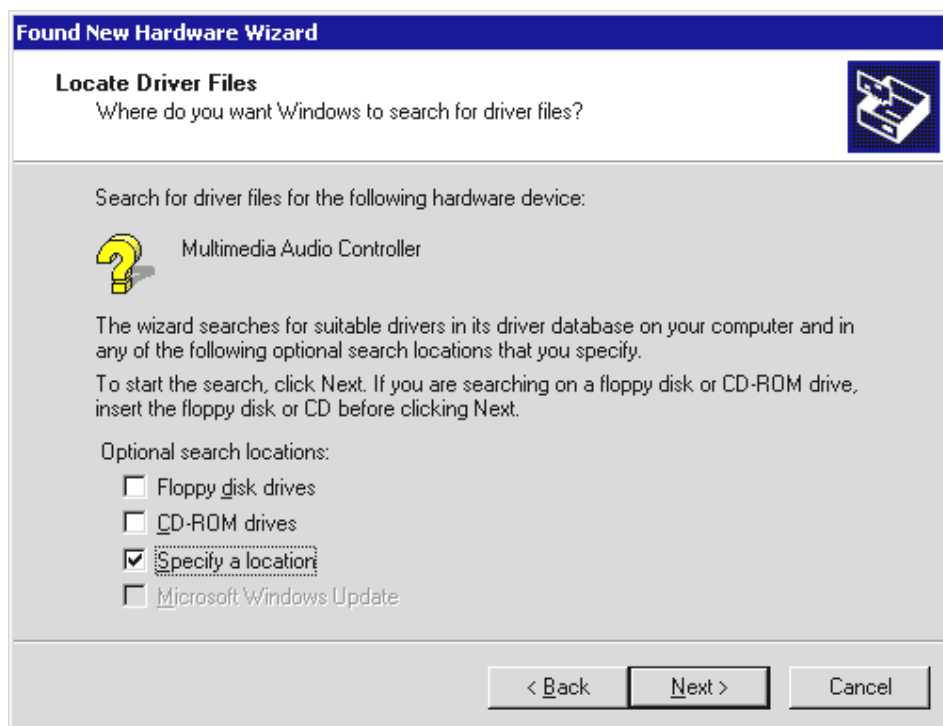 Found New Hardware Wizard
Locate Driver Files
Where do you want Windows to search for driver files?
Search for driver files for the following hardware device:
Multimedia Audio Controller
The wizard searches for suitable drivers in its driver database on your computer and in
any of the following optional search locations that you specify.
To start the search, click Next. If you are searching on a floppy disk or CD-ROM drive,
insert the floppy disk or CD before clicking Next.
Optional search locations:
Floppy disk drives
CD-ROM drives
Specify a location
Microsoft Windows Update
< Back Next > Cancel